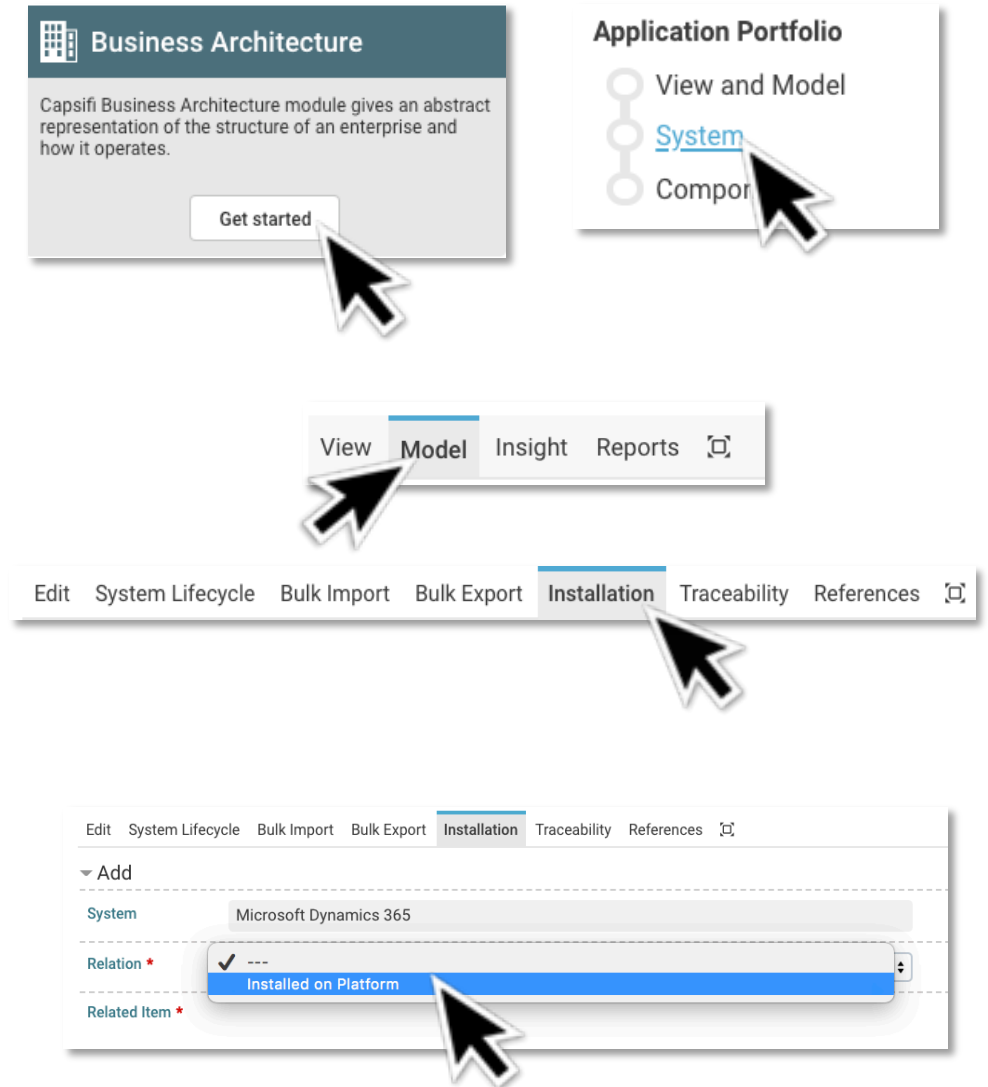 Business Architecture
Capsifi Business Architecture module gives an abstract
representation of the structure of an enterprise and
how it operates.
Get started
Application Portfolio
View and Model
System
View Model Insight Reports
Edit System Lifecycle Bulk Import Bulk Export Installation Traceability References
Edit System Lifecycle Bulk Import Bulk Export Installation Traceability References
Add
System Microsoft Dynamics 365
Relation * ---
Installed on Platform
Related Item *